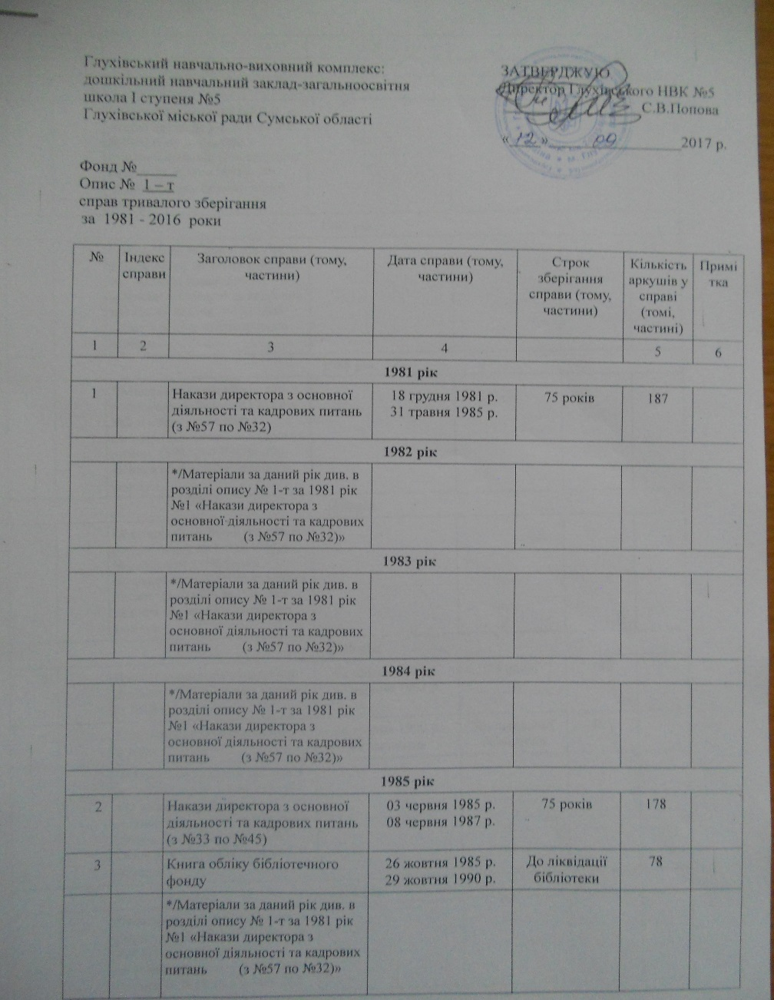 Глухівський навчально-виховний комплекс:
дошкільний навчальний заклад-загальноосвітня
школа І ступеня №5
Глухівської міської ради Сумської області
ЗАТВЕРДЖУЮ
Директор Глухівського НВК №5
С.В.Попова
« 12 » 09 2017 р.
Фонд №
Опис № 1 – т
справ тривалого зберігання
за 1981 - 2016 роки
№
Індекс
справи
Заголовок справи (тому,
частини)
Дата справи (тому,
частини)
Строк
зберігання
справи (тому,
частини)
Кількість
аркушів у
справі
(томі,
частині)
Примі
тка
1 2 3 4 5 6
1981 рік
1
Накази директора з основної
діяльності та кадрових питань
(з №57 по №32)
18 грудня 1981 р.
31 травня 1985 р.
75 років
187
1982 рік
*/Матеріали за даний рік див. в
розділі опису № 1-т за 1981 рік
№1 «Накази директора з
основної діяльності та кадрових
питань (з №57 по №32)»
1983 рік
*/Матеріали за даний рік див. в
розділі опису № 1-т за 1981 рік
№1 «Накази директора з
основної діяльності та кадрових
питань (з №57 по №32)»
1984 рік
*/Матеріали за даний рік див. в
розділі опису № 1-т за 1981 рік
№1 «Накази директора з
основної діяльності та кадрових
питань (з №57 по №32)»
1985 рік
2
Накази директора з основної
діяльності та кадрових питань
(з №33 по №45)
03 червня 1985 р.
08 червня 1987 р.
75 років
178
3
Книга обліку бібліотечного
фонду
26 жовтня 1985 р.
29 жовтня 1990 р.
До ліквідації
бібліотеки
78
*/Матеріали за даний рік див. в
розділі опису № 1-т за 1981 рік
№1 «Накази директора з
основної діяльності та кадрових
питань (з №57 по №32)»